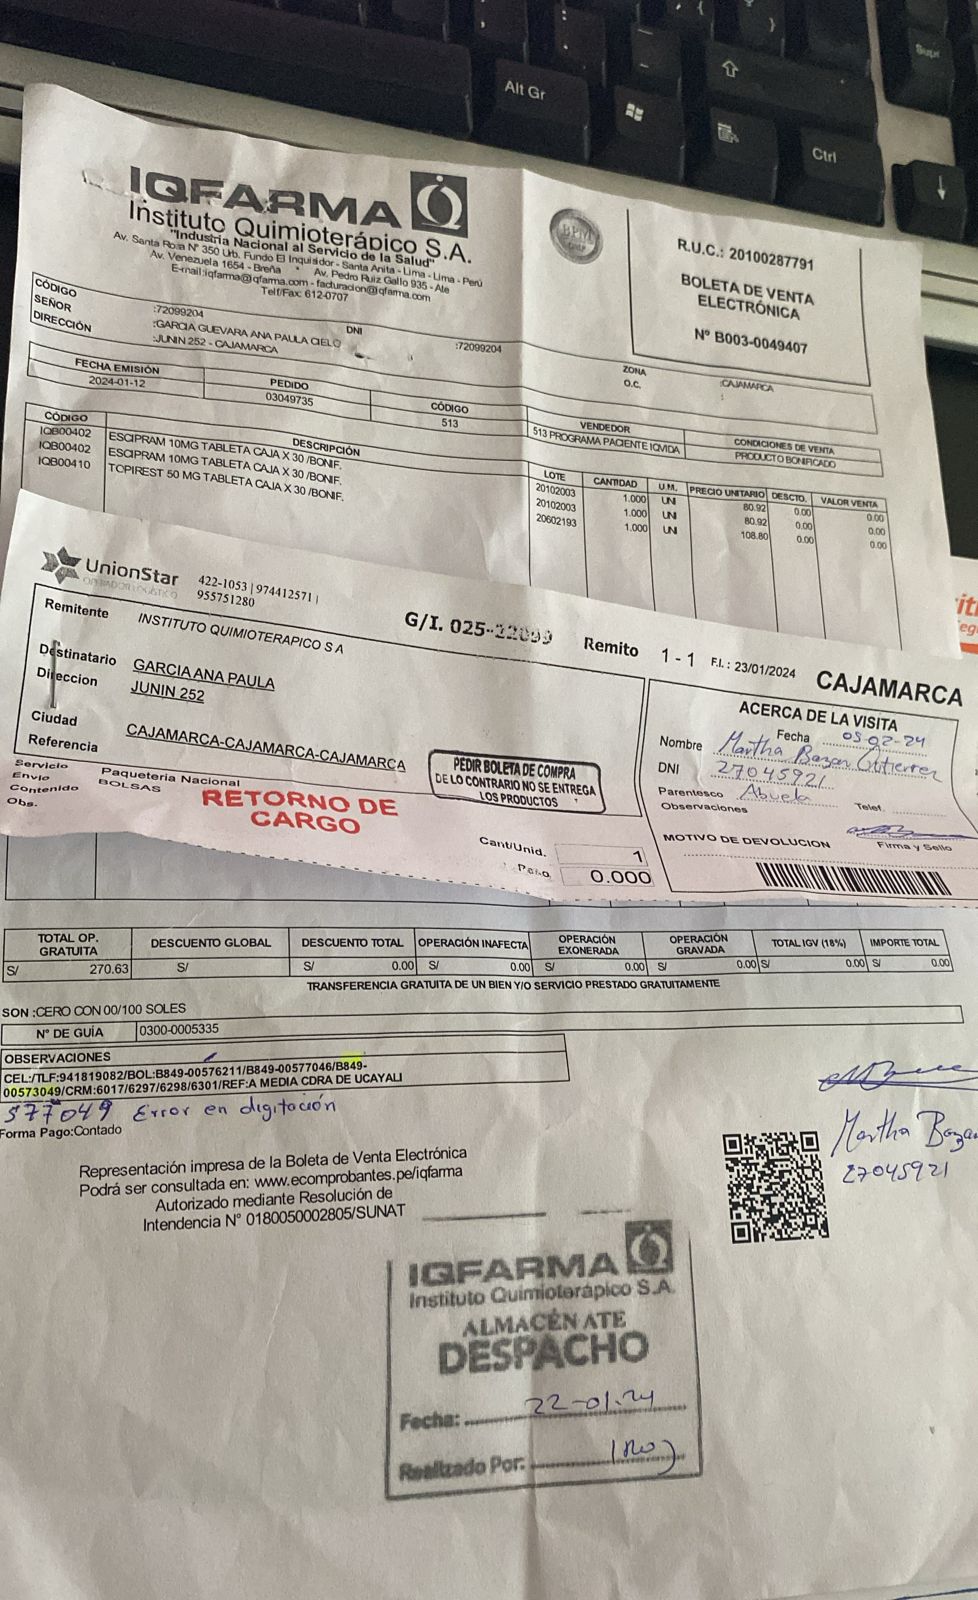 Alt Gr
Ctrl
Supr
IQFARMA
Instituto Quimioterápico S.A.
"Industria Nacional al Servicio de la Salud"
Av. Santa Rosa N° 350 Urb. Fundo El Inquisidor - Santa Anita - Lima - Lima - Perú
Av. Venezuela 1654 - Breña * Av. Pedro Ruiz Gallo 935 - Ate
E-mail:iqfarma@iqfarma.com - facturacion@iqfarma.com
Telf/Fax: 612-0707
BPM
R.U.C.: 20100287791
BOLETA DE VENTA
ELECTRÓNICA
Nº B003-0049407
CÓDIGO :72099204 DNI :72099204
SEÑOR :GARCIA GUEVARA ANA PAULA CIELO
DIRECCIÓN :JUNIN 252 - CAJAMARCA
ZONA :CAJAMARCA
O.C. :
FECHA EMISIÓN PEDIDO CÓDIGO VENDEDOR CONDICIONES DE VENTA
2024-01-12 03049735 513 513 PROGRAMA PACIENTE IQVIDA PRODUCTO BONIFICADO
CÓDIGO DESCRIPCIÓN LOTE CANTIDAD U.M. PRECIO UNITARIO DESCTO. VALOR VENTA
IQB00402 ESCIPRAM 10MG TABLETA CAJA X 30 /BONIF. 20102003 1.000 UNI 80.92 0.00 0.00
IQB00402 ESCIPRAM 10MG TABLETA CAJA X 30 /BONIF. 20102003 1.000 UNI 80.92 0.00 0.00
IQB00410 TOPIREST 50 MG TABLETA CAJA X 30 /BONIF. 20602193 1.000 UNI 108.80 0.00 0.00
UnionStar
OPERADOR LOGISTICO
422-1053 | 974412571 |
955751280
G/I. 025-22099 Remito 1 - 1 F.I.: 23/01/2024 CAJAMARCA
Remitente INSTITUTO QUIMIOTERAPICO S A
Destinatario GARCIA ANA PAULA
Direccion JUNIN 252
Ciudad CAJAMARCA-CAJAMARCA-CAJAMARCA
Referencia
Servicio Paqueteria Nacional
Envio BOLSAS
Contenido
Obs.
RETORNO DE
CARGO
PEDIR BOLETA DE COMPRA
DE LO CONTRARIO NO SE ENTREGA
LOS PRODUCTOS
Cant/Unid. 1
Peso 0.000
ACERCA DE LA VISITA
Fecha 05-02-24
Nombre Martha Bazan Gutierrez
DNI 27045921
Parentesco Abuela Telef.
Observaciones
MOTIVO DE DEVOLUCION Firma y Sello
TOTAL OP. GRATUITA DESCUENTO GLOBAL DESCUENTO TOTAL OPERACIÓN INAFECTA OPERACIÓN EXONERADA OPERACIÓN GRAVADA TOTAL IGV (18%) IMPORTE TOTAL
S/ 270.63 S/ S/ 0.00 S/ 0.00 S/ 0.00 S/ 0.00 S/ 0.00 S/ 0.00
TRANSFERENCIA GRATUITA DE UN BIEN Y/O SERVICIO PRESTADO GRATUITAMENTE
SON :CERO CON 00/100 SOLES
N° DE GUÍA 0300-0005335
OBSERVACIONES
CEL:/TLF:941819082/BOL:B849-00576211/B849-00577046/B849-
00573049/CRM:6017/6297/6298/6301/REF:A MEDIA CDRA DE UCAYALI
577049 Error en digitación
Forma Pago:Contado
Martha Bazan
27045921
Representación impresa de la Boleta de Venta Electrónica
Podrá ser consultada en: www.ecomprobantes.pe/iqfarma
Autorizado mediante Resolución de
Intendencia N° 0180050002805/SUNAT
IQFARMA
Instituto Quimioterápico S.A.
ALMACÉN ATE
DESPACHO
Fecha: 22-01-24
Realizado Por: